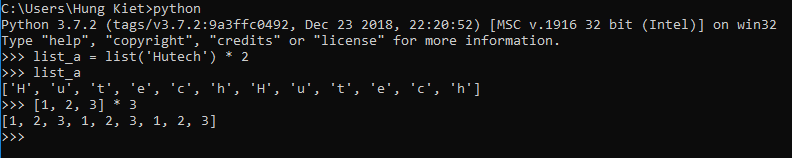 C:\Users\Hung Kiet>python
Python 3.7.2 (tags/v3.7.2:9a3ffc0492, Dec 23 2018, 22:20:52) [MSC v.1916 32 bit (Intel)] on win32
Type "help", "copyright", "credits" or "license" for more information.
>>> list_a = list('Hutech') * 2
>>> list_a
['H', 'u', 't', 'e', 'c', 'h', 'H', 'u', 't', 'e', 'c', 'h']
>>> [1, 2, 3] * 3
[1, 2, 3, 1, 2, 3, 1, 2, 3]
>>>